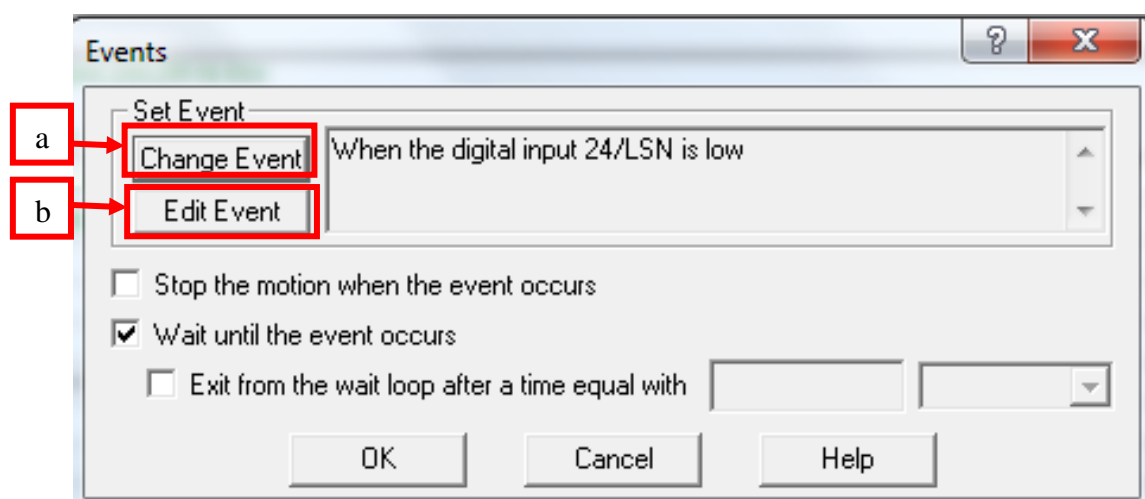 Events
Set Event
a
Change Event
When the digital input 24/LSN is low
b
Edit Event
Stop the motion when the event occurs
Wait until the event occurs
Exit from the wait loop after a time equal with
OK Cancel Help